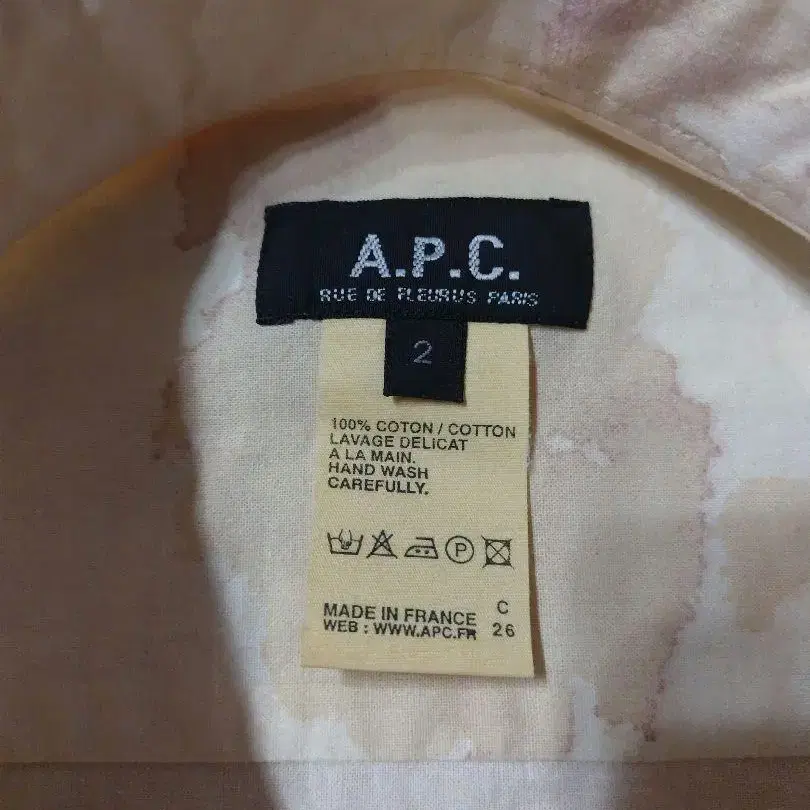 A.P.C.
RUE DE FLEURUS PARIS
2
100% COTON / COTTON
LAVAGE DELICAT
A LA MAIN.
HAND WASH
CAREFULLY.
P
MADE IN FRANCE C
WEB : WWW.APC.FR 26